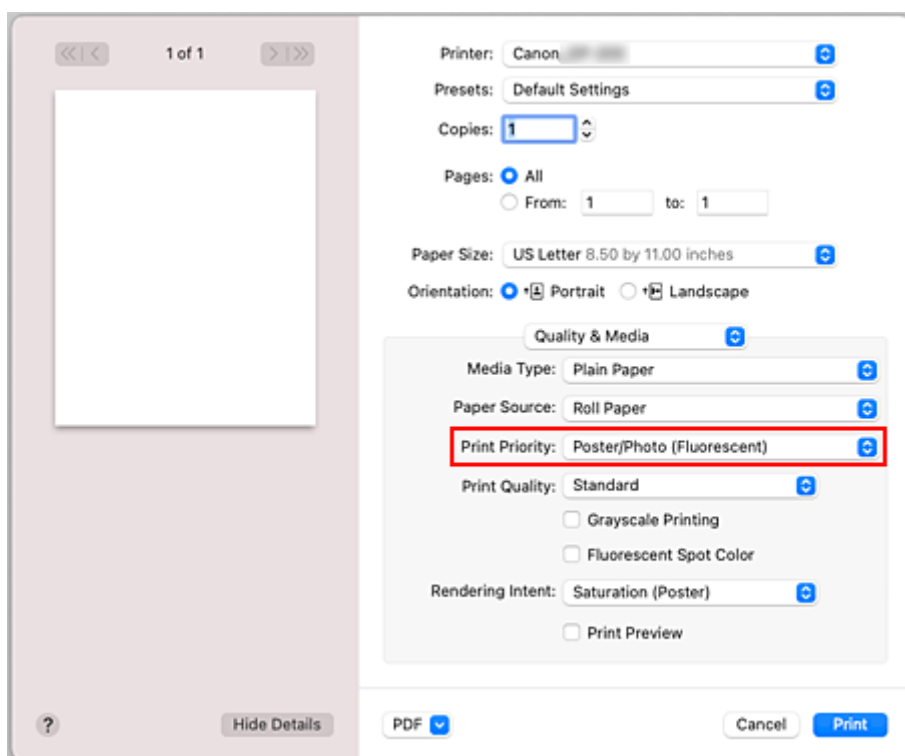 1 of 1
Printer: Canon
Presets: Default Settings
Copies: 1
Pages: All
From: 1 to: 1
Paper Size: US Letter 8.50 by 11.00 inches
Orientation: Portrait Landscape
Quality & Media
Media Type: Plain Paper
Paper Source: Roll Paper
Print Priority: Poster/Photo (Fluorescent)
Print Quality: Standard
Grayscale Printing
Fluorescent Spot Color
Rendering Intent: Saturation (Poster)
Print Preview
? Hide Details PDF Cancel Print